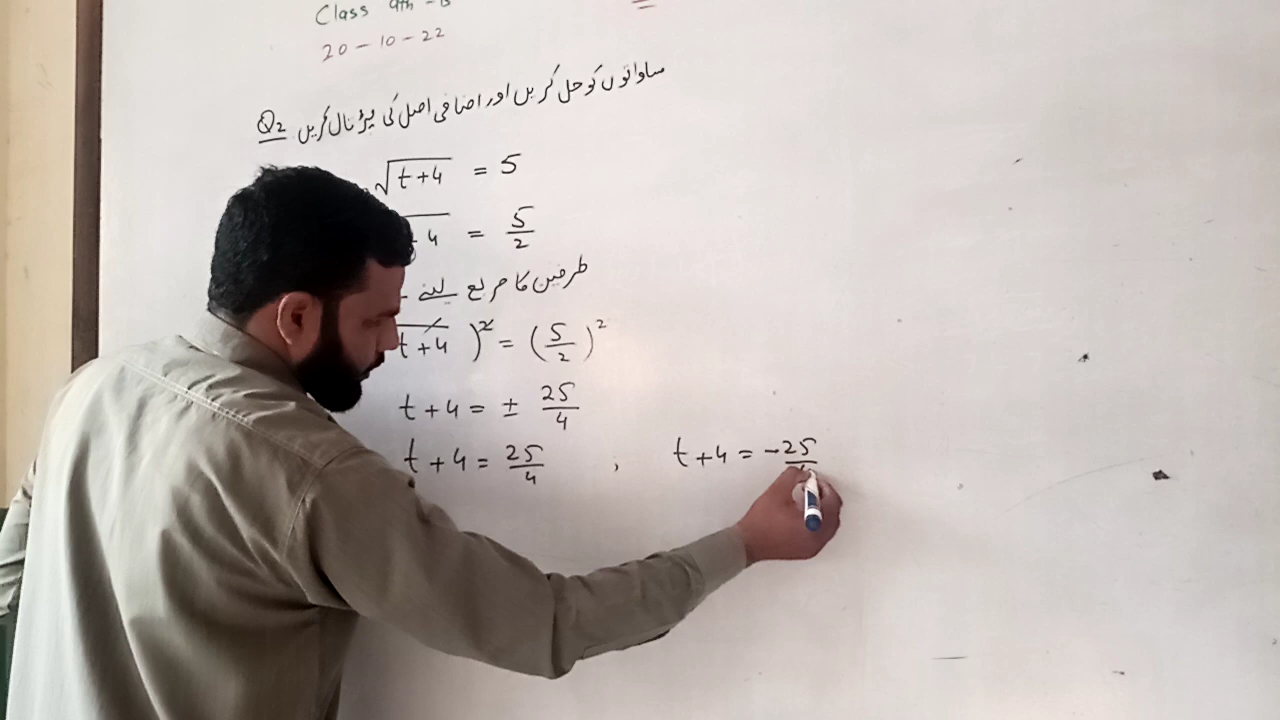 Class 9th - B
20-10-22
Q2 مساواتوں کو حل کریں اور اضافی اصل کی پڑتال کریں
√t+4 = 5
4 = 5/2
طرفین کا مربع لینے
t+4 )² = (5/2)²
t+4 = ± 25/4
t+4 = 25/4 , t+4 = -25/4